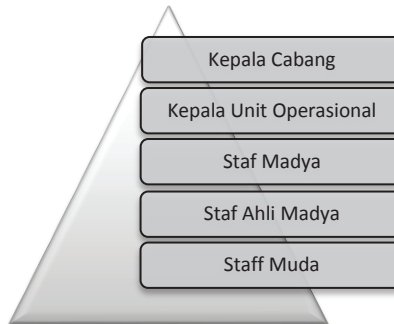 Kepala Cabang
Kepala Unit Operasional
Staf Madya
Staf Ahli Madya
Staff Muda